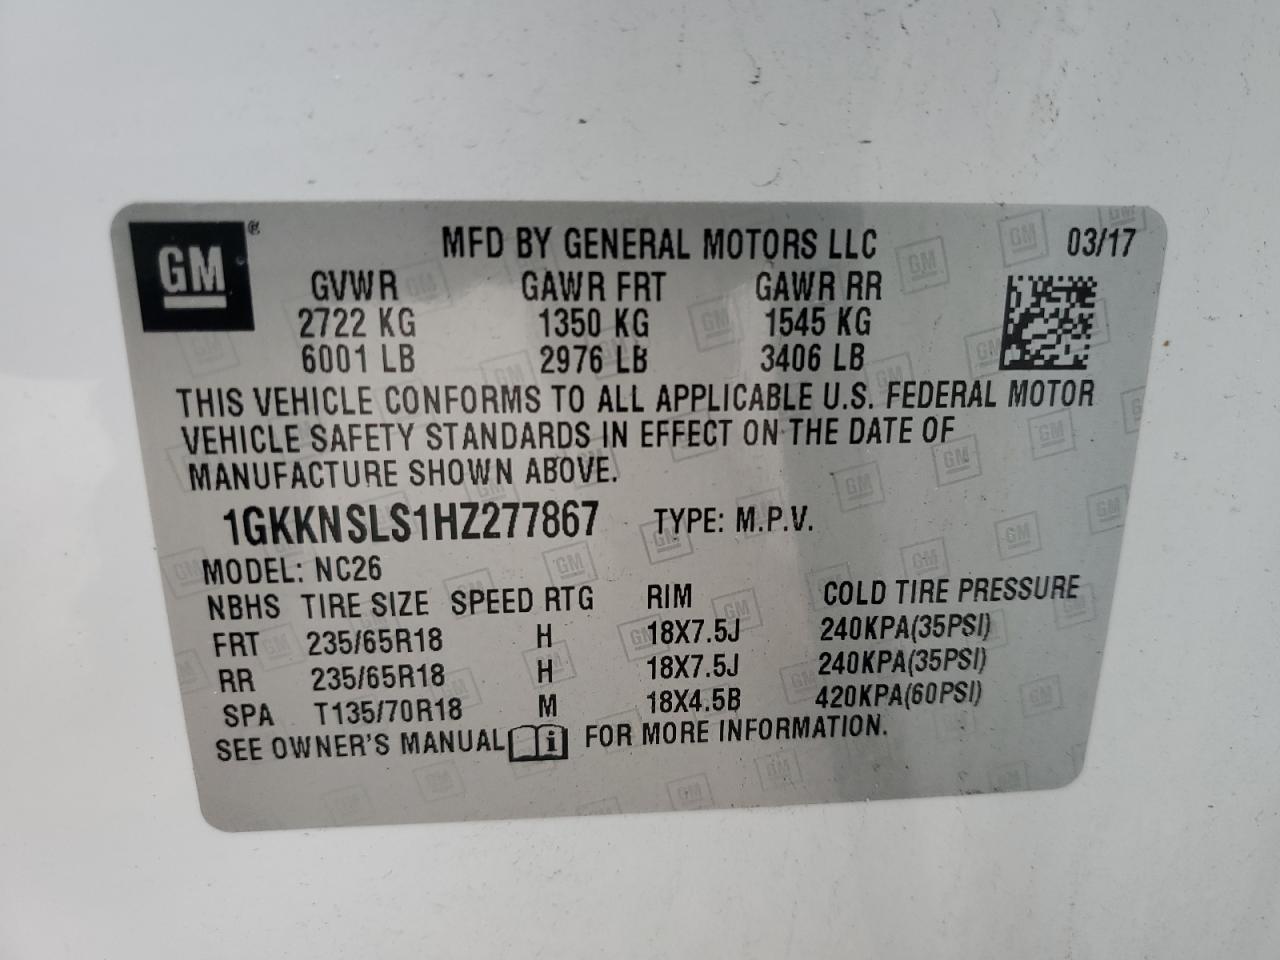 GM ® MFD BY GENERAL MOTORS LLC 03/17
GVWR GAWR FRT GAWR RR
2722 KG 1350 KG 1545 KG
6001 LB 2976 LB 3406 LB
THIS VEHICLE CONFORMS TO ALL APPLICABLE U.S. FEDERAL MOTOR
VEHICLE SAFETY STANDARDS IN EFFECT ON THE DATE OF
MANUFACTURE SHOWN ABOVE.
1GKKNSLS1HZ277867 TYPE: M.P.V.
MODEL: NC26
NBHS TIRE SIZE SPEED RTG RIM COLD TIRE PRESSURE
FRT 235/65R18 H 18X7.5J 240KPA(35PSI)
RR 235/65R18 H 18X7.5J 240KPA(35PSI)
SPA T135/70R18 M 18X4.5B 420KPA(60PSI)
SEE OWNER'S MANUAL i FOR MORE INFORMATION.